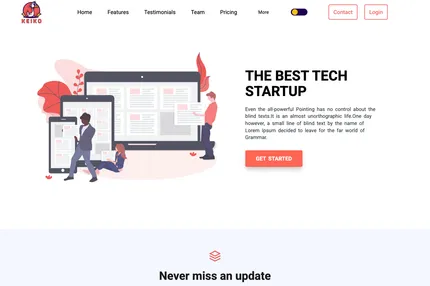 KEIKO
Home Features Testimonials Team Pricing More Contact Login
THE BEST TECH
STARTUP
Even the all-powerful Pointing has no control about the
blind texts.It is an almost unorthographic life.One day
however, a small line of blind text by the name of
Lorem Ipsum decided to leave for the far world of
Grammar.
GET STARTED
Never miss an update